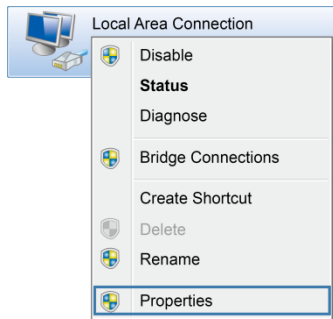 Local Area Connection
Disable
Status
Diagnose
Bridge Connections
Create Shortcut
Delete
Rename
Properties